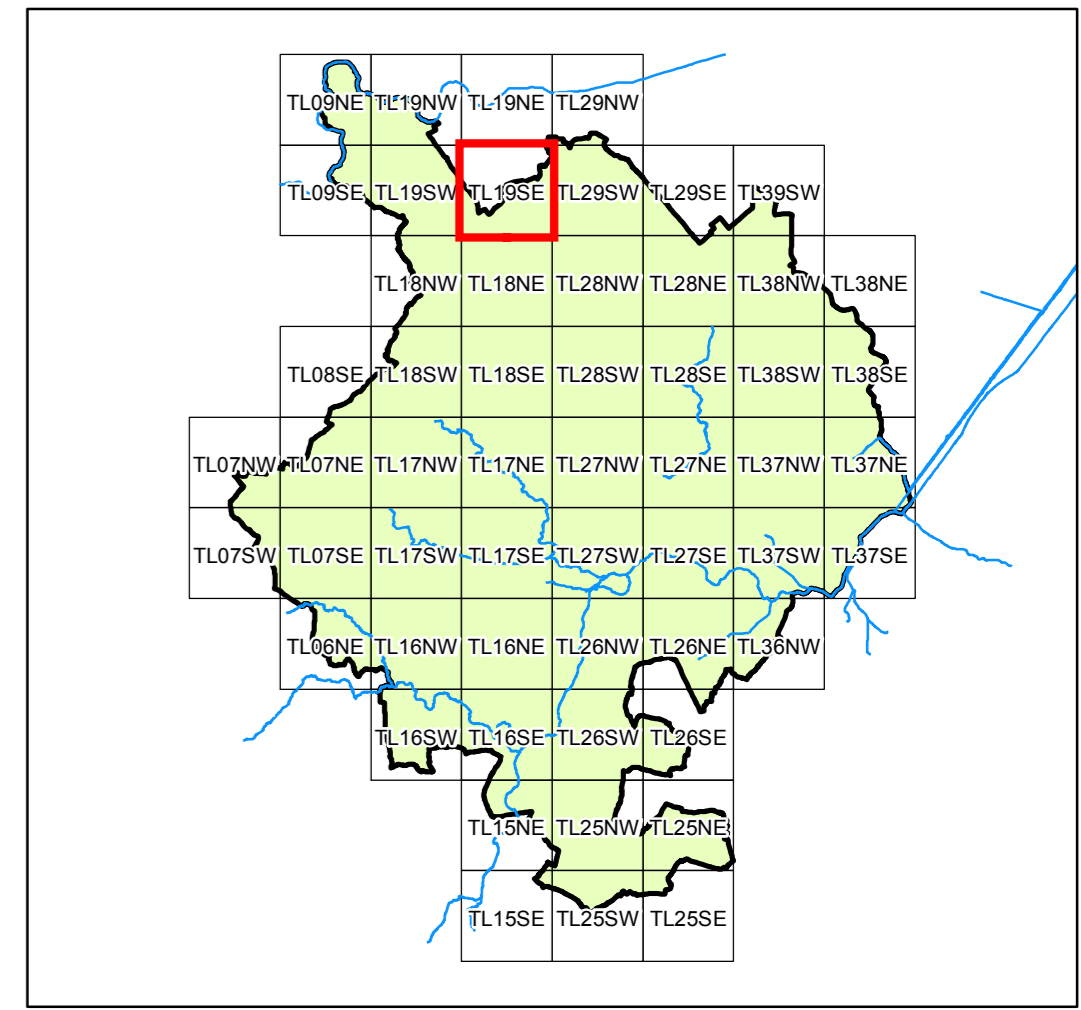 TL09NE TL19NW TL19NE TL29NW
TL09SE TL19SW TL19SE TL29SW TL29SE TL39SW
TL18NW TL18NE TL28NW TL28NE TL38NW TL38NE
TL08SE TL18SW TL18SE TL28SW TL28SE TL38SW TL38SE
TL07NW TL07NE TL17NW TL17NE TL27NW TL27NE TL37NW TL37NE
TL07SW TL07SE TL17SW TL17SE TL27SW TL27SE TL37SW TL37SE
TL06NE TL16NW TL16NE TL26NW TL26NE TL36NW
TL16SW TL16SE TL26SW TL26SE
TL15NE TL25NW TL25NE
TL15SE TL25SW TL25SE